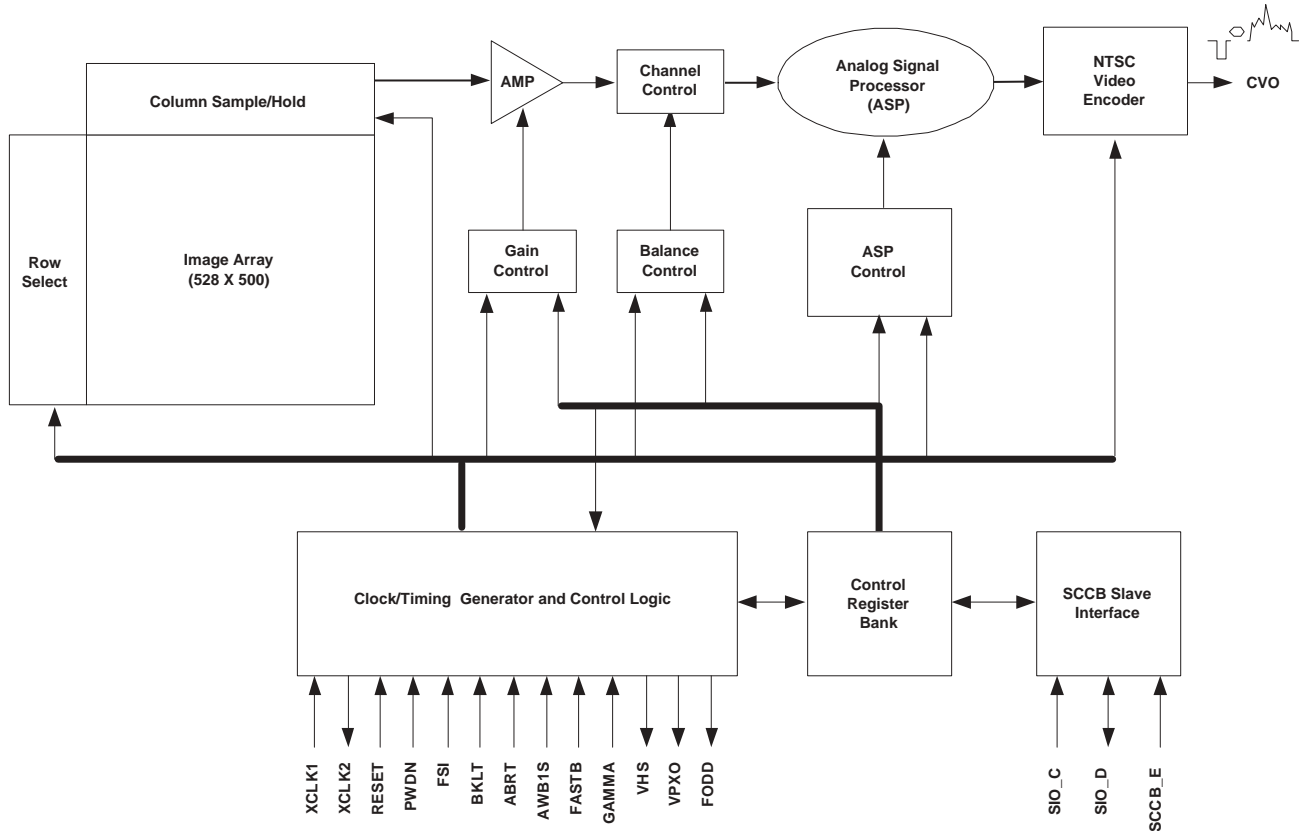 Column Sample/Hold
AMP
Channel
Control
Analog Signal
Processor
(ASP)
NTSC
Video
Encoder
CVO
Row
Select
Image Array
(528 X 500)
Gain
Control
Balance
Control
ASP
Control
Clock/Timing Generator and Control Logic
Control
Register
Bank
SCCB Slave
Interface
XCLK1
XCLK2
RESET
PWDN
FSI
BKLT
ABRT
AWB1S
FASTB
GAMMA
VHS
VPXO
FODD
SIO_C
SIO_D
SCCB_E